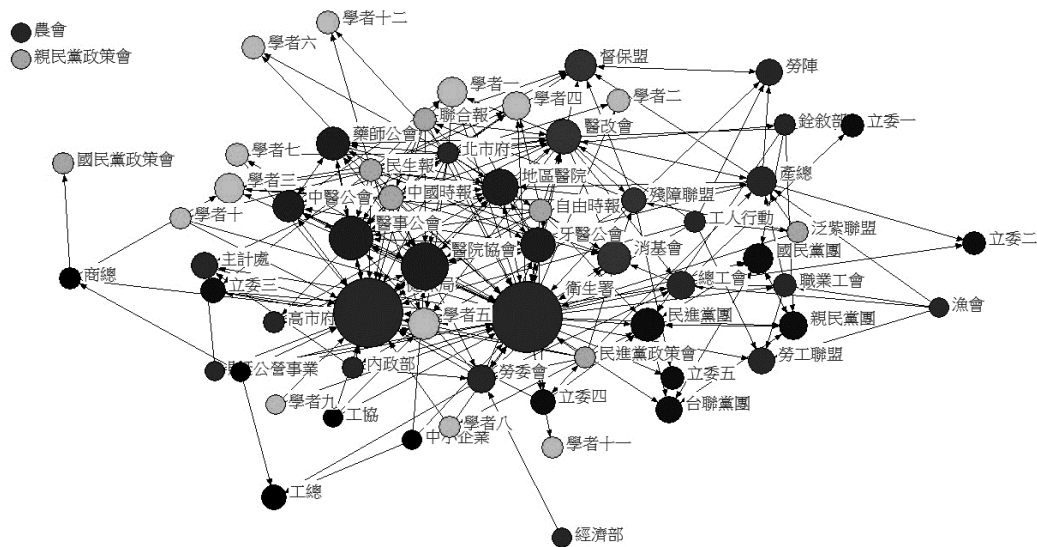 農會
親民黨政策會
學者十二
學者六
督保盟
勞陣
學者一
學者四
學者二
聯合報
銓敘部
立委一
藥師公會
醫改會
北市府
學者七
國民黨政策會
民生報
地區醫院
產總
學者三
中國時報
殘障聯盟
中醫公會
自由時報
學者十
醫事公會
工人行動
泛紫聯盟
牙醫公會
醫院協會
消基會
國民黨團
立委二
主計處
商總
立委三
衛生署
總工會
職業工會
高市府
學者五
民進黨團
親民黨團
漁會
民進黨政策會
勞工聯盟
公營事業
內政部
勞委會
立委五
學者九
立委四
台聯黨團
工協
學者八
中小企業
學者十一
工總
經濟部